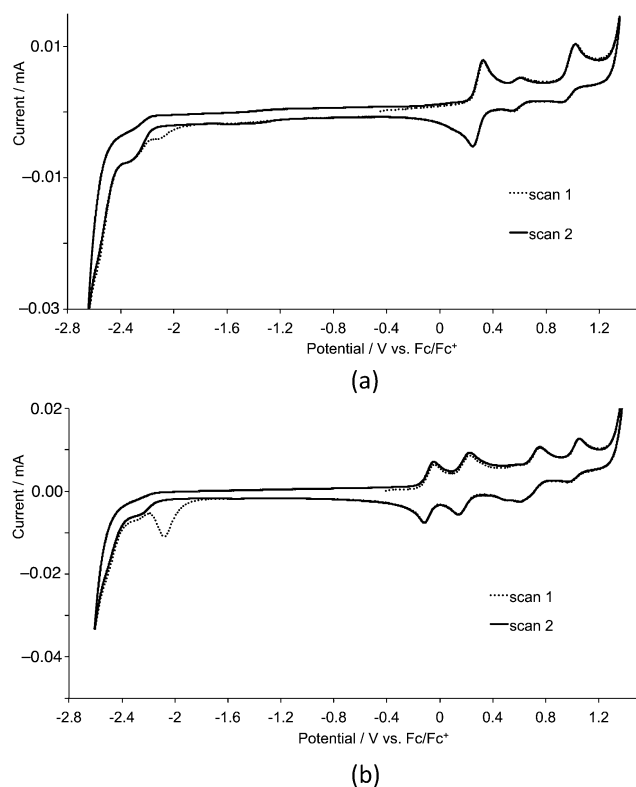 0.01
−0.01
−0.03
Current / mA
scan 1
scan 2
-2.8 -2.4 -2 -1.6 -1.2 -0.8 -0.4 0 0.4 0.8 1.2
Potential / V vs. Fc/Fc⁺
(a)
0.02
0.00
−0.02
−0.04
Current / mA
scan 1
scan 2
-2.8 -2.4 -2 -1.6 -1.2 -0.8 -0.4 0 0.4 0.8 1.2
Potential / V vs. Fc/Fc⁺
(b)